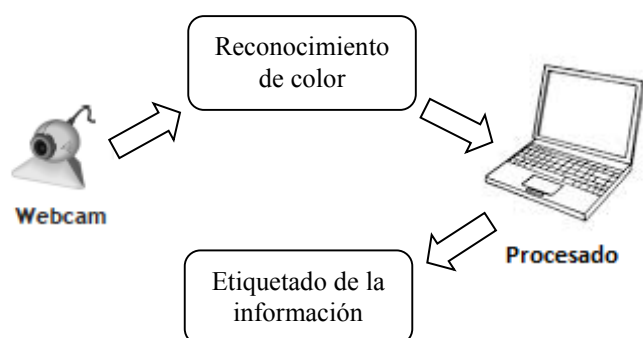 Reconocimiento
de color
Webcam
Procesado
Etiquetado de la
información